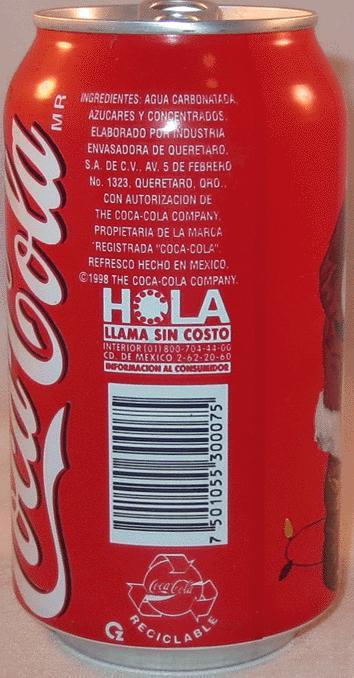 Coca-Cola
MR
INGREDIENTES: AGUA CARBONATADA,
AZUCARES Y CONCENTRADOS.
ELABORADO POR INDUSTRIA
ENVASADORA DE QUERETARO,
S.A. DE C.V., AV. 5 DE FEBRERO
No. 1323, QUERETARO, QRO.,
CON AUTORIZACION DE
THE COCA-COLA COMPANY,
PROPIETARIA DE LA MARCA
REGISTRADA "COCA-COLA".
REFRESCO HECHO EN MEXICO.
©1998 THE COCA-COLA COMPANY.
HOLA
LLAMA SIN COSTO
INTERIOR (01) 800-704-44-00
CD. DE MEXICO 2-62-20-60
INFORMACION AL CONSUMIDOR
7 501055 300075
Coca-Cola
RECICLABLE